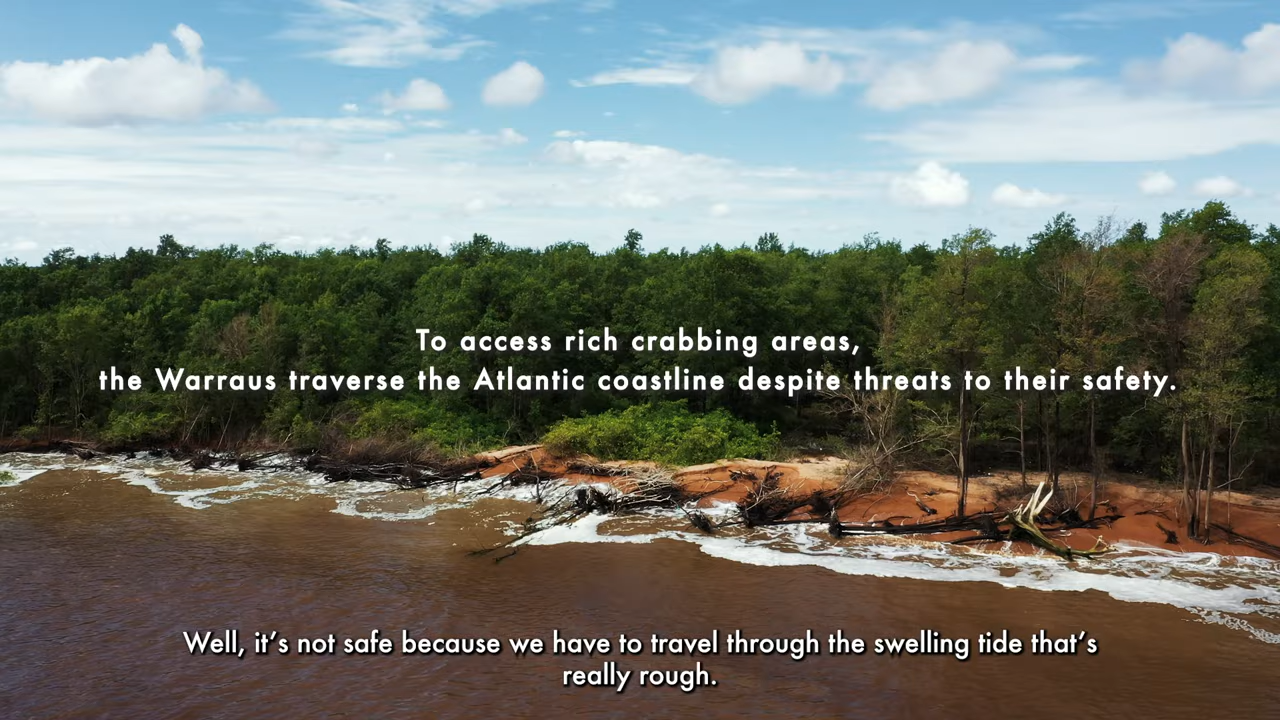 To access rich crabbing areas,
the Warraus traverse the Atlantic coastline despite threats to their safety.
Well, it’s not safe because we have to travel through the swelling tide that’s
really rough.